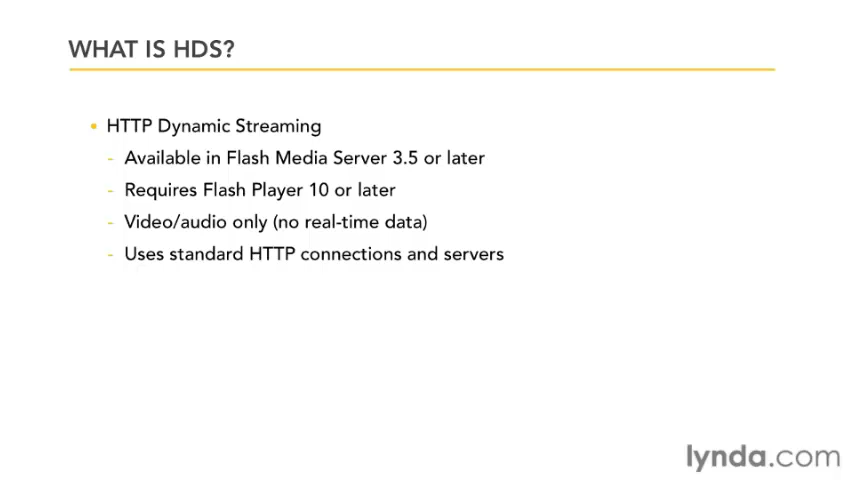 WHAT IS HDS?
• HTTP Dynamic Streaming
- Available in Flash Media Server 3.5 or later
- Requires Flash Player 10 or later
- Video/audio only (no real-time data)
- Uses standard HTTP connections and servers
lynda.com